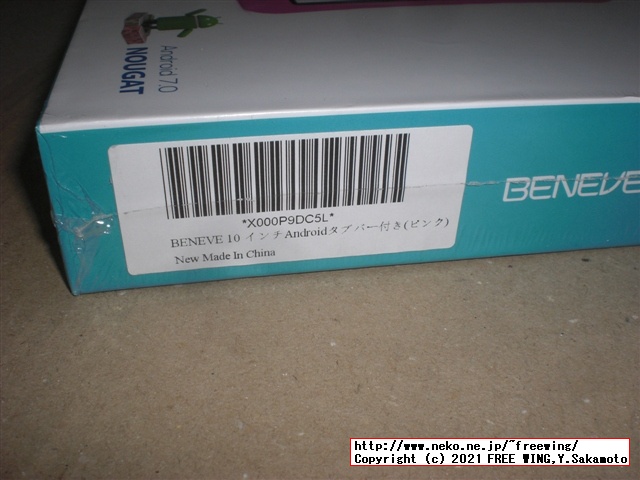 Android 7.0
NOUGAT
*X000P9DC5L*
BENEVE 10 インチAndroidタブバー付き(ピンク)
New Made In China
BENEVE
http://www.neko.ne.jp/~freewing/
Copyright (c) 2021 FREE WING,Y.Sakamoto